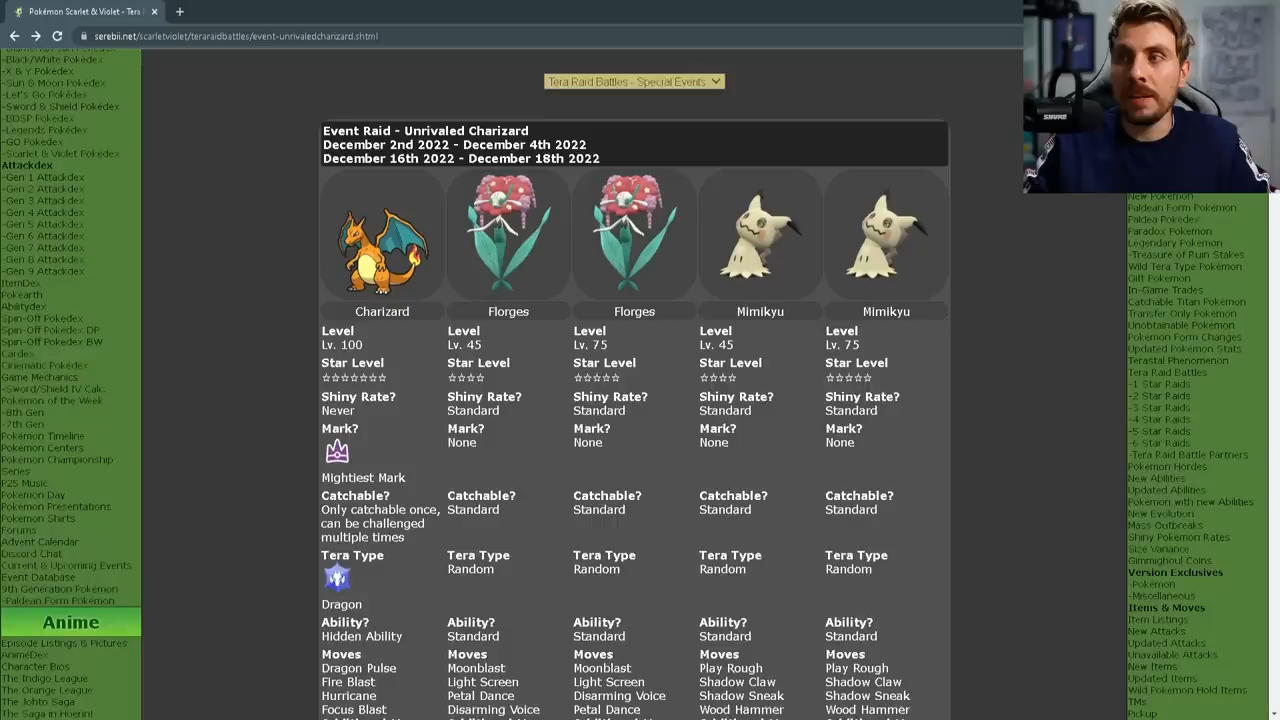 Pokémon Scarlet & Violet - Tera
serebii.net/scarletviolet/teraraidbattles/event-unrivaledcharizard.shtml
-Black/White Pokédex
-X & Y Pokédex
-Sun & Moon Pokédex
-Let's Go Pokédex
-Sword & Shield Pokédex
-BDSP Pokédex
-Legends Pokédex
-GO Pokédex
-Scarlet & Violet Pokédex
Attackdex
-Gen 1 Attackdex
-Gen 2 Attackdex
-Gen 3 Attackdex
-Gen 4 Attackdex
-Gen 5 Attackdex
-Gen 6 Attackdex
-Gen 7 Attackdex
-Gen 8 Attackdex
-Gen 9 Attackdex
ItemDex
Pokéarth
Abilitydex
Spin-Off Pokédex
Spin-Off Pokédex DP
Spin-Off Pokédex BW
Cardex
Cinematic Pokédex
Game Mechanics
-Sword/Shield IV Calc.
Pokémon of the Week
-8th Gen
-7th Gen
Pokémon Timeline
Pokémon Centers
Pokémon Championship
Series
P25 Music
Pokémon Day
Pokémon Presentations
Pokémon Shirts
Forums
Advent Calendar
Discord Chat
Current & Upcoming Events
Event Database
9th Generation Pokémon
-Paldean Form Pokémon
Anime
Episode Listings & Pictures
AniméDex
Character Bios
The Indigo League
The Orange League
The Johto Saga
The Saga in Hoenn!
Tera Raid Battles - Special Events
Event Raid - Unrivaled Charizard
December 2nd 2022 - December 4th 2022
December 16th 2022 - December 18th 2022
Charizard Florges Florges Mimikyu Mimikyu
Level Level Level Level Level
Lv. 100 Lv. 45 Lv. 75 Lv. 45 Lv. 75
Star Level Star Level Star Level Star Level Star Level
☆☆☆☆☆☆☆ ☆☆☆☆ ☆☆☆☆☆ ☆☆☆☆ ☆☆☆☆☆
Shiny Rate? Shiny Rate? Shiny Rate? Shiny Rate? Shiny Rate?
Never Standard Standard Standard Standard
Mark? Mark? Mark? Mark? Mark?
None None None None
Mightiest Mark
Catchable? Catchable? Catchable? Catchable? Catchable?
Only catchable once, Standard Standard Standard Standard
can be challenged
multiple times
Tera Type Tera Type Tera Type Tera Type Tera Type
Random Random Random Random
Dragon
Ability? Ability? Ability? Ability? Ability?
Hidden Ability Standard Standard Standard Standard
Moves Moves Moves Moves Moves
Dragon Pulse Moonblast Moonblast Play Rough Play Rough
Fire Blast Light Screen Light Screen Shadow Claw Shadow Claw
Hurricane Petal Dance Disarming Voice Shadow Sneak Shadow Sneak
Focus Blast Disarming Voice Petal Dance Wood Hammer Wood Hammer
SHURE
New Pokémon
Paldean Form Pokémon
Paldea Pokédex
Paradox Pokémon
Legendary Pokémon
-Treasure of Ruin Stakes
Wild Tera Type Pokémon
Gift Pokémon
In-Game Trades
Catchable Titan Pokémon
Transfer Only Pokémon
Unobtainable Pokémon
Pokémon Form Changes
Updated Pokémon Stats
Terastal Phenomenon
Tera Raid Battles
-1 Star Raids
-2 Star Raids
-3 Star Raids
-4 Star Raids
-5 Star Raids
-6 Star Raids
-Tera Raid Battle Partners
Pokémon Hordes
New Abilities
Updated Abilities
Pokémon with new Abilities
New Evolution
Mass Outbreaks
Shiny Pokémon Rates
Size Variance
Gimmighoul Coins
Version Exclusives
-Pokémon
-Miscellaneous
Items & Moves
Item Listings
New Attacks
Updated Attacks
Unavailable Attacks
New Items
Updated Items
Wild Pokémon Hold Items
TMs
Pickup